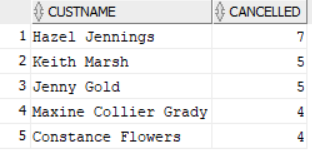 CUSTNAME CANCELLED
1 Hazel Jennings 7
2 Keith Marsh 5
3 Jenny Gold 5
4 Maxine Collier Grady 4
5 Constance Flowers 4